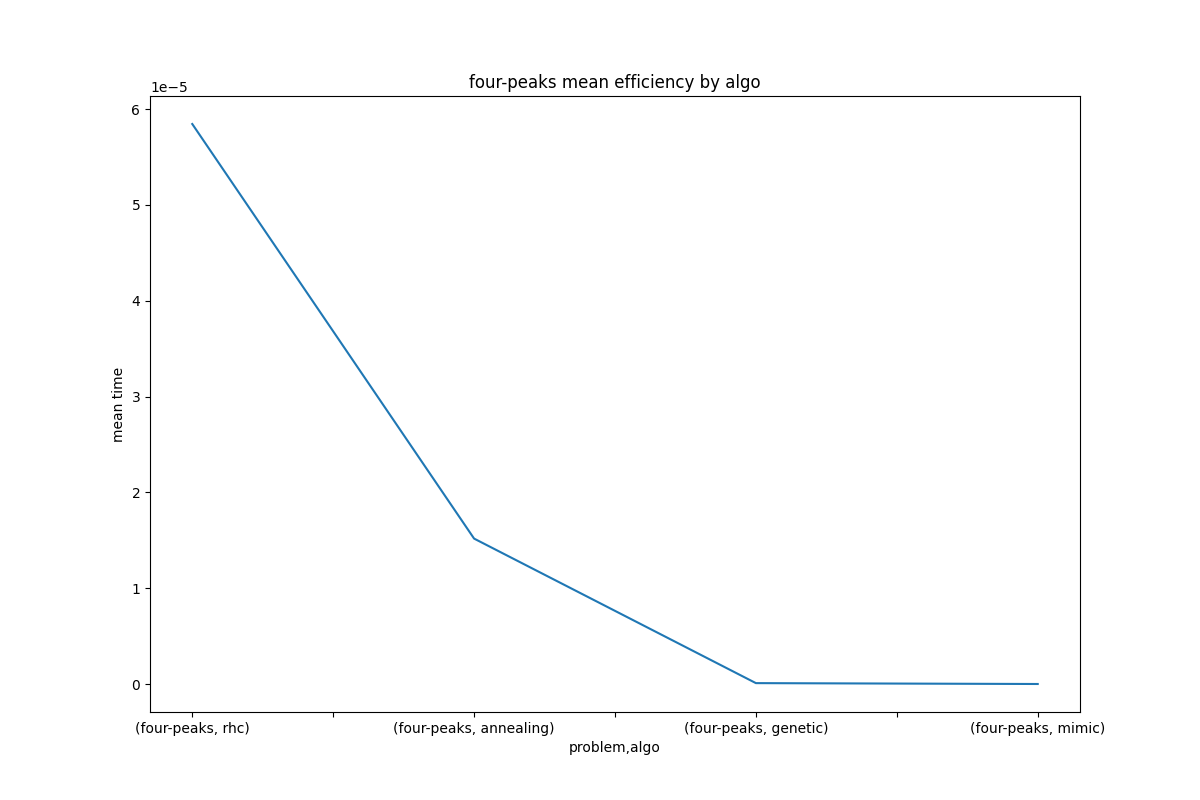 four-peaks mean efficiency by algo
1e−5
6
5
4
3
2
1
0
mean time
(four-peaks, rhc) (four-peaks, annealing) (four-peaks, genetic) (four-peaks, mimic)
problem,algo